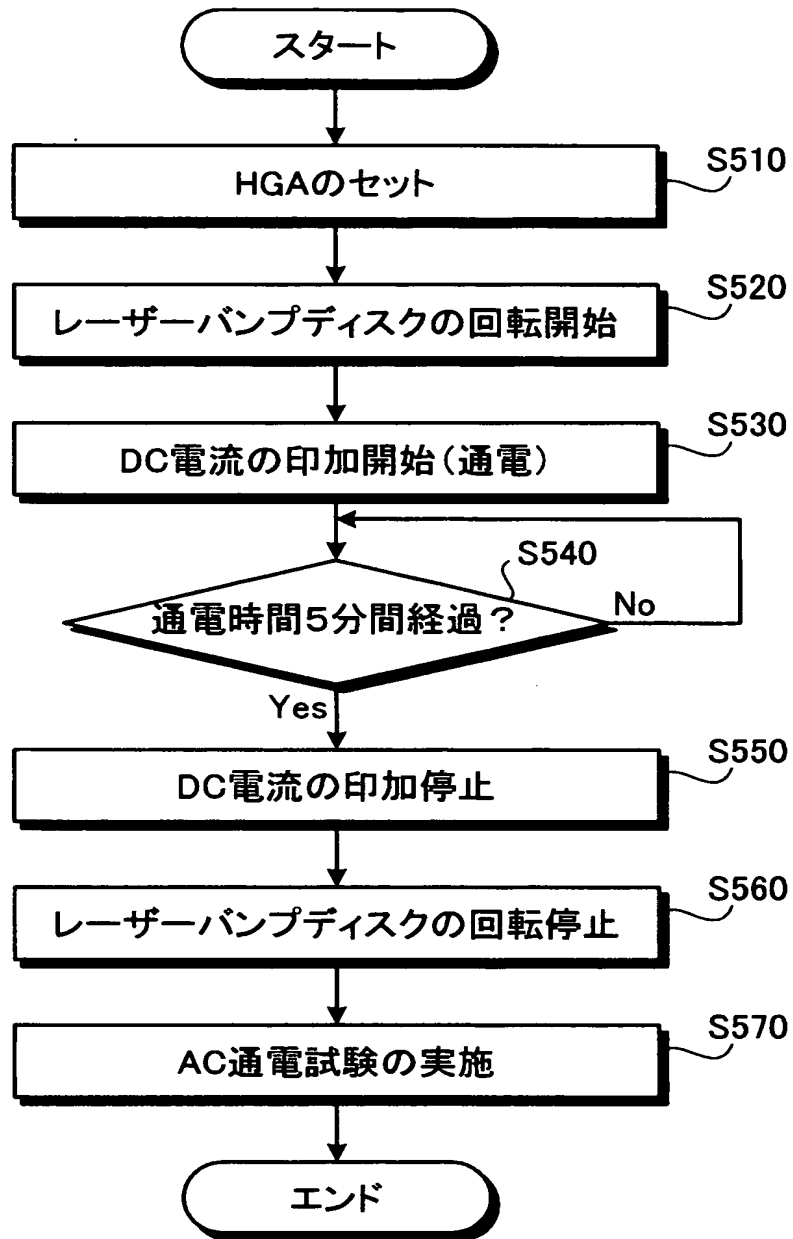 スタート
S510
HGAのセット
S520
レーザーバンプディスクの回転開始
S530
DC電流の印加開始(通電)
S540
通電時間5分間経過?
No
Yes
S550
DC電流の印加停止
S560
レーザーバンプディスクの回転停止
S570
AC通電試験の実施
エンド